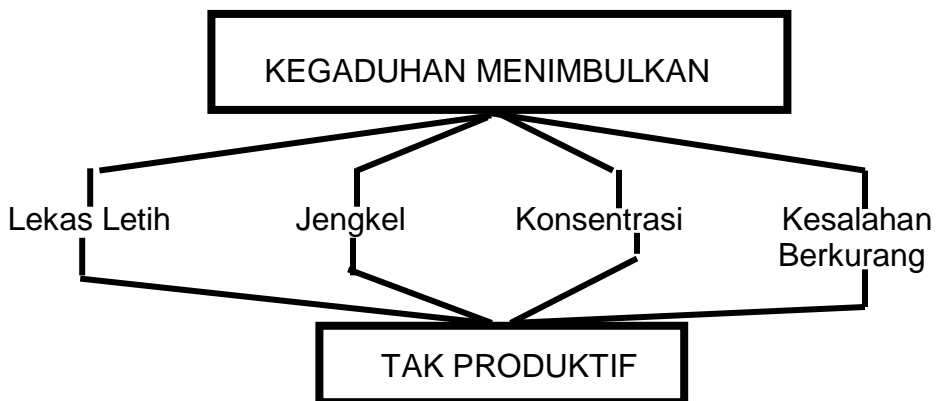 KEGADUHAN MENIMBULKAN
Lekas Letih Jengkel Konsentrasi Kesalahan
Berkurang
TAK PRODUKTIF